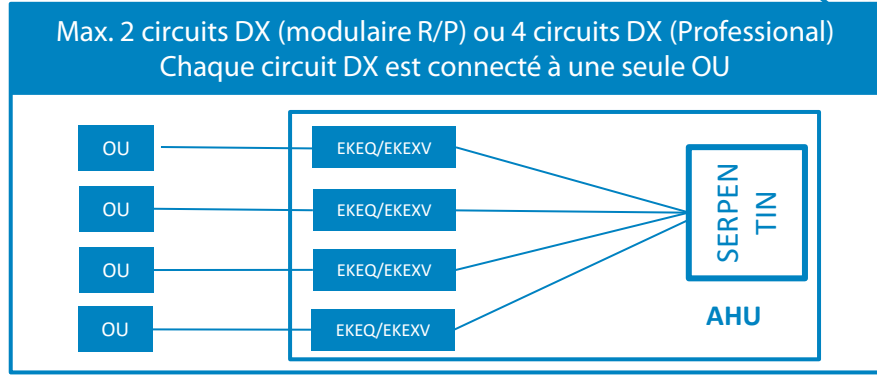 Max. 2 circuits DX (modulaire R/P) ou 4 circuits DX (Professional)
Chaque circuit DX est connecté à une seule OU
OU
EKEQ/EKEXV
OU
EKEQ/EKEXV
OU
EKEQ/EKEXV
OU
EKEQ/EKEXV
SERPEN
TIN
AHU